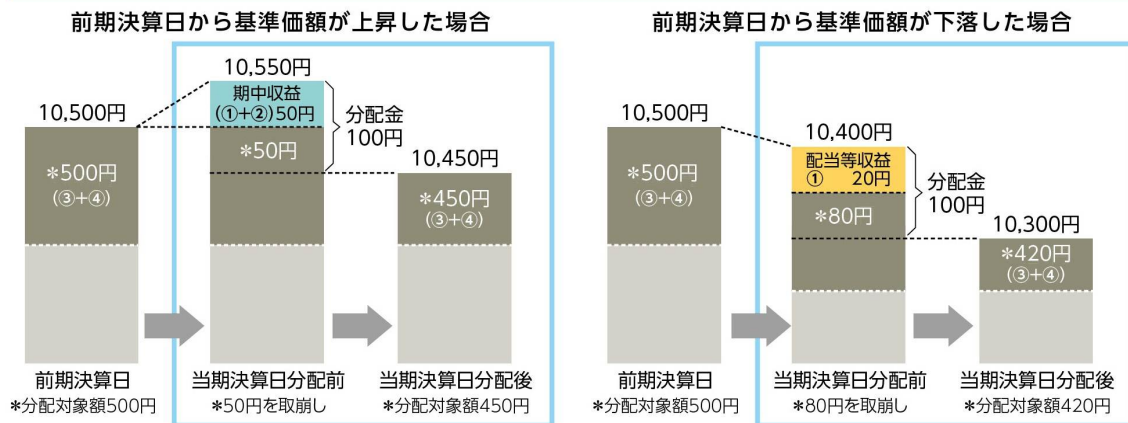 前期決算日から基準価額が上昇した場合
10,550円
期中収益
(①+②)50円
分配金
100円
10,500円
*500円
(③+④)
*50円
10,450円
*450円
(③+④)
前期決算日
当期決算日分配前
当期決算日分配後
*分配対象額500円
*50円を取崩し
*分配対象額450円
前期決算日から基準価額が下落した場合
10,500円
*500円
(③+④)
10,400円
配当等収益
① 20円
分配金
100円
*80円
10,300円
*420円
(③+④)
前期決算日
当期決算日分配前
当期決算日分配後
*分配対象額500円
*80円を取崩し
*分配対象額420円